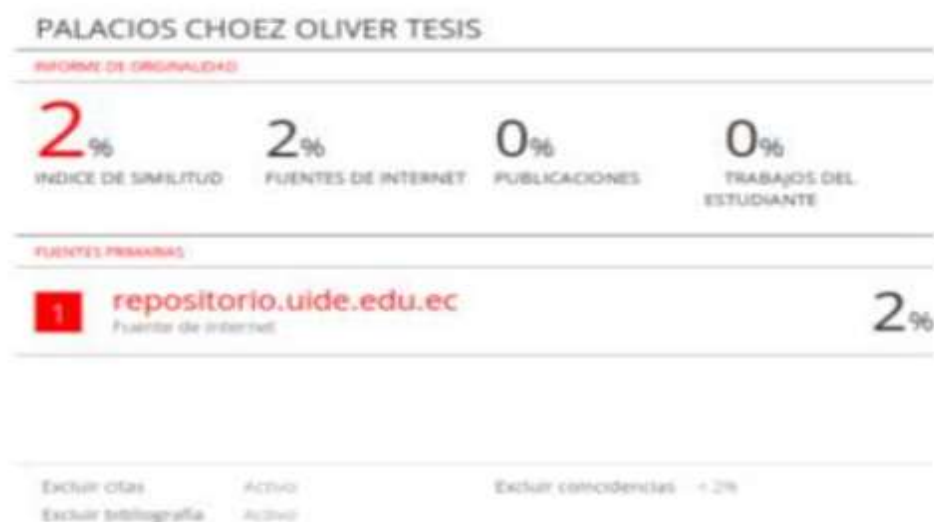 PALACIOS CHOEZ OLIVER TESIS
INFORME DE ORIGINALIDAD
2% 2% 0% 0%
INDICE DE SIMILITUD FUENTES DE INTERNET PUBLICACIONES TRABAJOS DEL
ESTUDIANTE
FUENTES PRIMARIAS
1 repositorio.uide.edu.ec 2%
Fuente de Internet
Excluir citas Activo Excluir coincidencias < 2%
Excluir bibliografía Activo